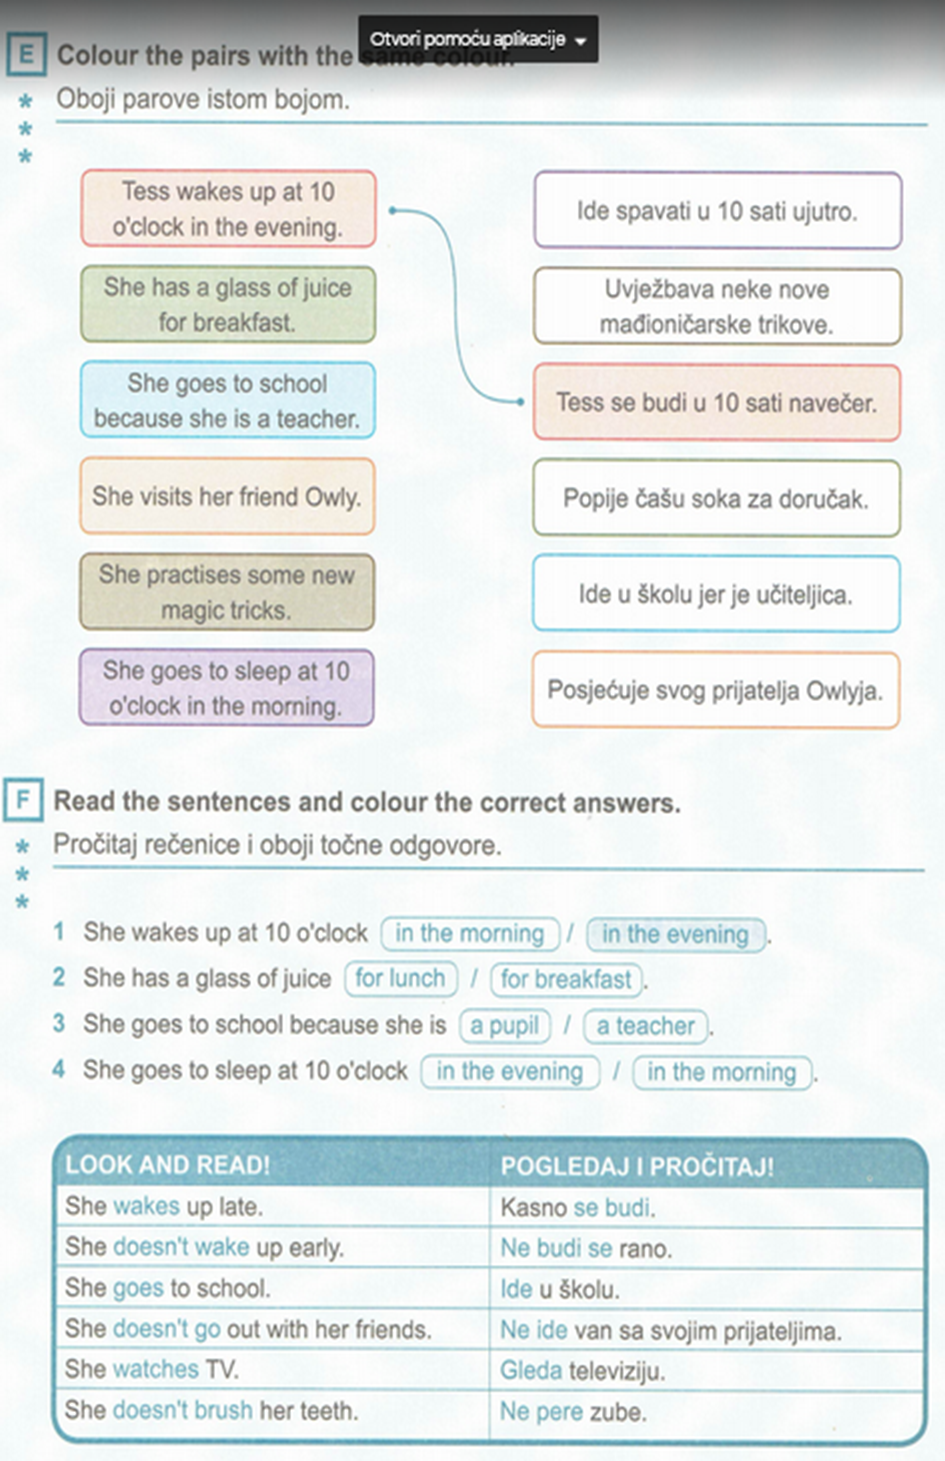 Otvori pomoću aplikacije
E Colour the pairs with the same colour.
Oboji parove istom bojom.
Tess wakes up at 10
o'clock in the evening.
She has a glass of juice
for breakfast.
She goes to school
because she is a teacher.
She visits her friend Owly.
She practises some new
magic tricks.
She goes to sleep at 10
o'clock in the morning.
Ide spavati u 10 sati ujutro.
Uvježbava neke nove
mađioničarske trikove.
Tess se budi u 10 sati navečer.
Popije čašu soka za doručak.
Ide u školu jer je učiteljica.
Posjećuje svog prijatelja Owlyja.
F Read the sentences and colour the correct answers.
Pročitaj rečenice i oboji točne odgovore.
1 She wakes up at 10 o'clock in the morning / in the evening.
2 She has a glass of juice for lunch / for breakfast.
3 She goes to school because she is a pupil / a teacher.
4 She goes to sleep at 10 o'clock in the evening / in the morning.
LOOK AND READ! POGLEDAJ I PROČITAJ!
She wakes up late. Kasno se budi.
She doesn't wake up early. Ne budi se rano.
She goes to school. Ide u školu.
She doesn't go out with her friends. Ne ide van sa svojim prijateljima.
She watches TV. Gleda televiziju.
She doesn't brush her teeth. Ne pere zube.